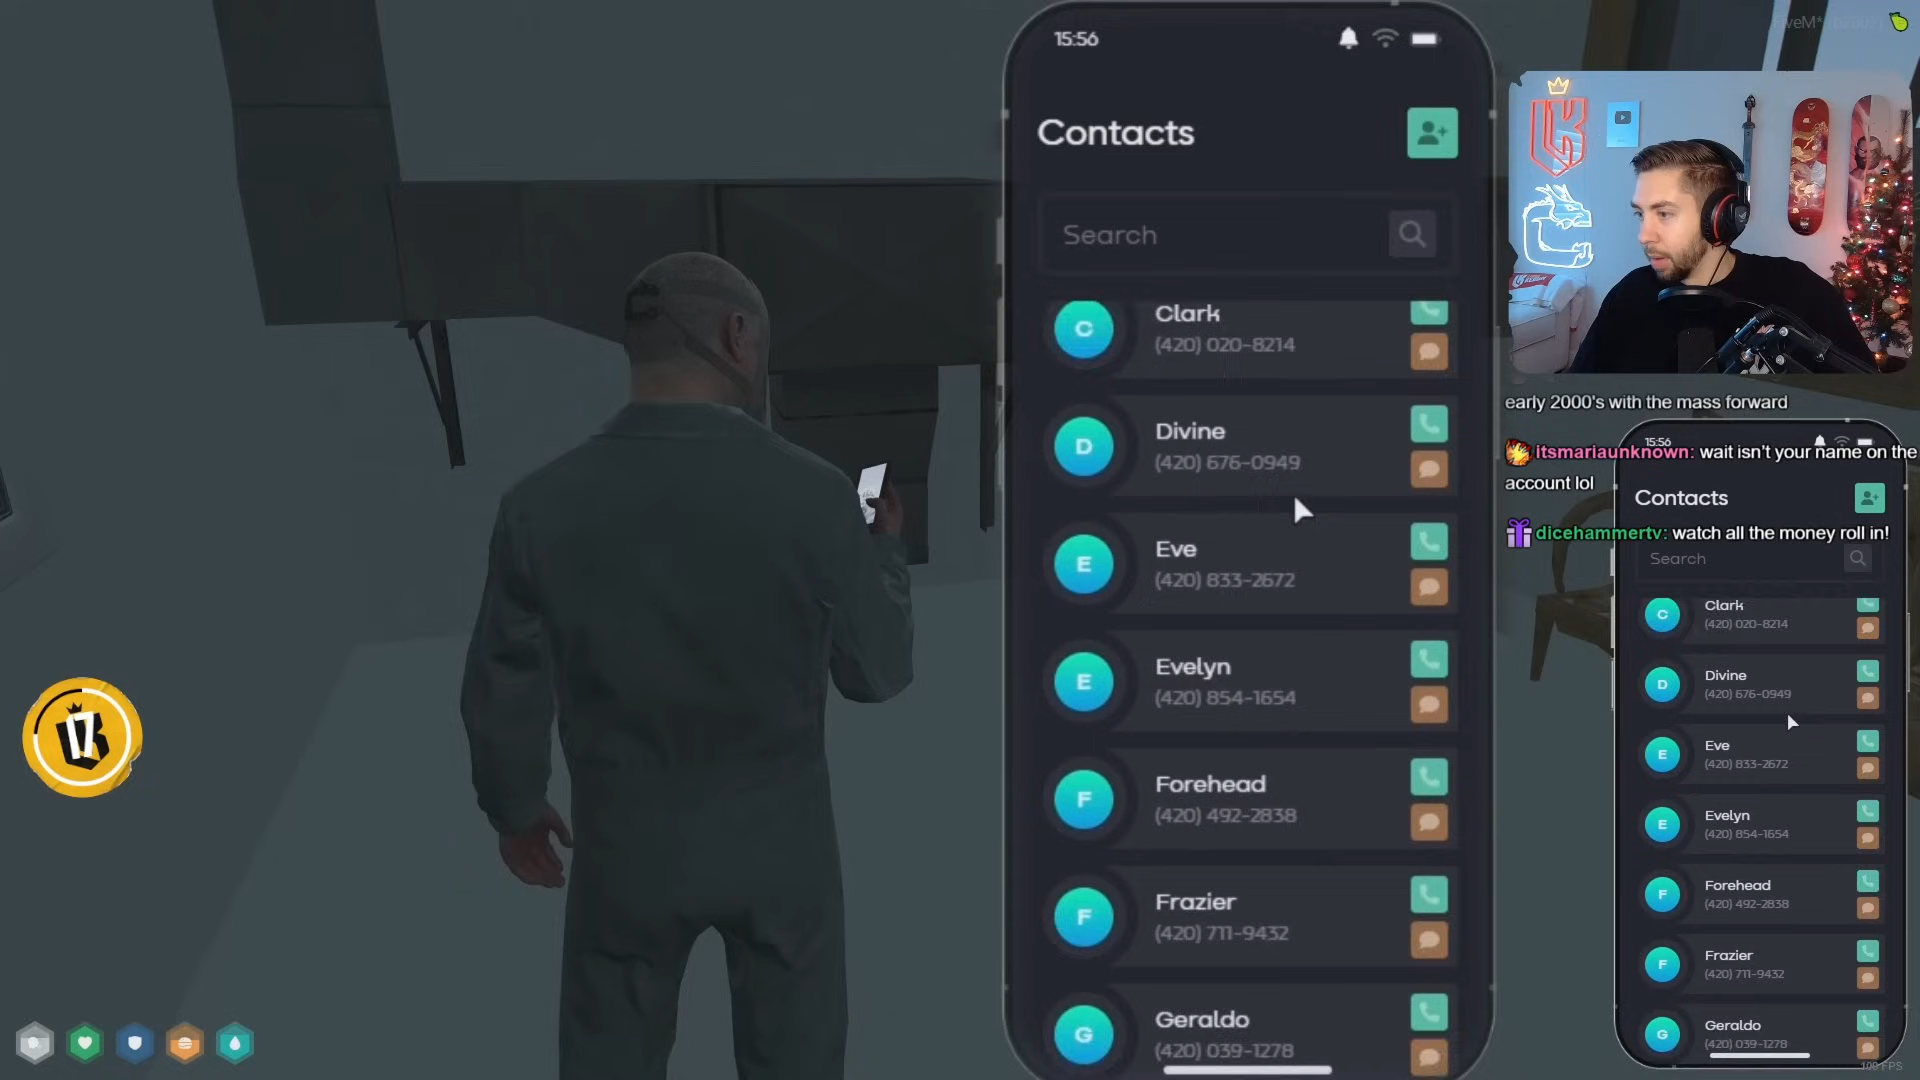 15:56
Contacts
Search
C
Clark
(420) 020-8214
D
Divine
(420) 676-0949
E
Eve
(420) 833-2672
E
Evelyn
(420) 854-1654
F
Forehead
(420) 492-2838
F
Frazier
(420) 711-9432
G
Geraldo
(420) 039-1278
early 2000's with the mass forward
itsmariaunknown: wait isn't your name on the
account lol
dicehammertv: watch all the money roll in!
15:56
Contacts
Search
C
Clark
(420) 020-8214
D
Divine
(420) 676-0949
E
Eve
(420) 833-2672
E
Evelyn
(420) 854-1654
F
Forehead
(420) 492-2838
F
Frazier
(420) 711-9432
G
Geraldo
(420) 039-1278
17